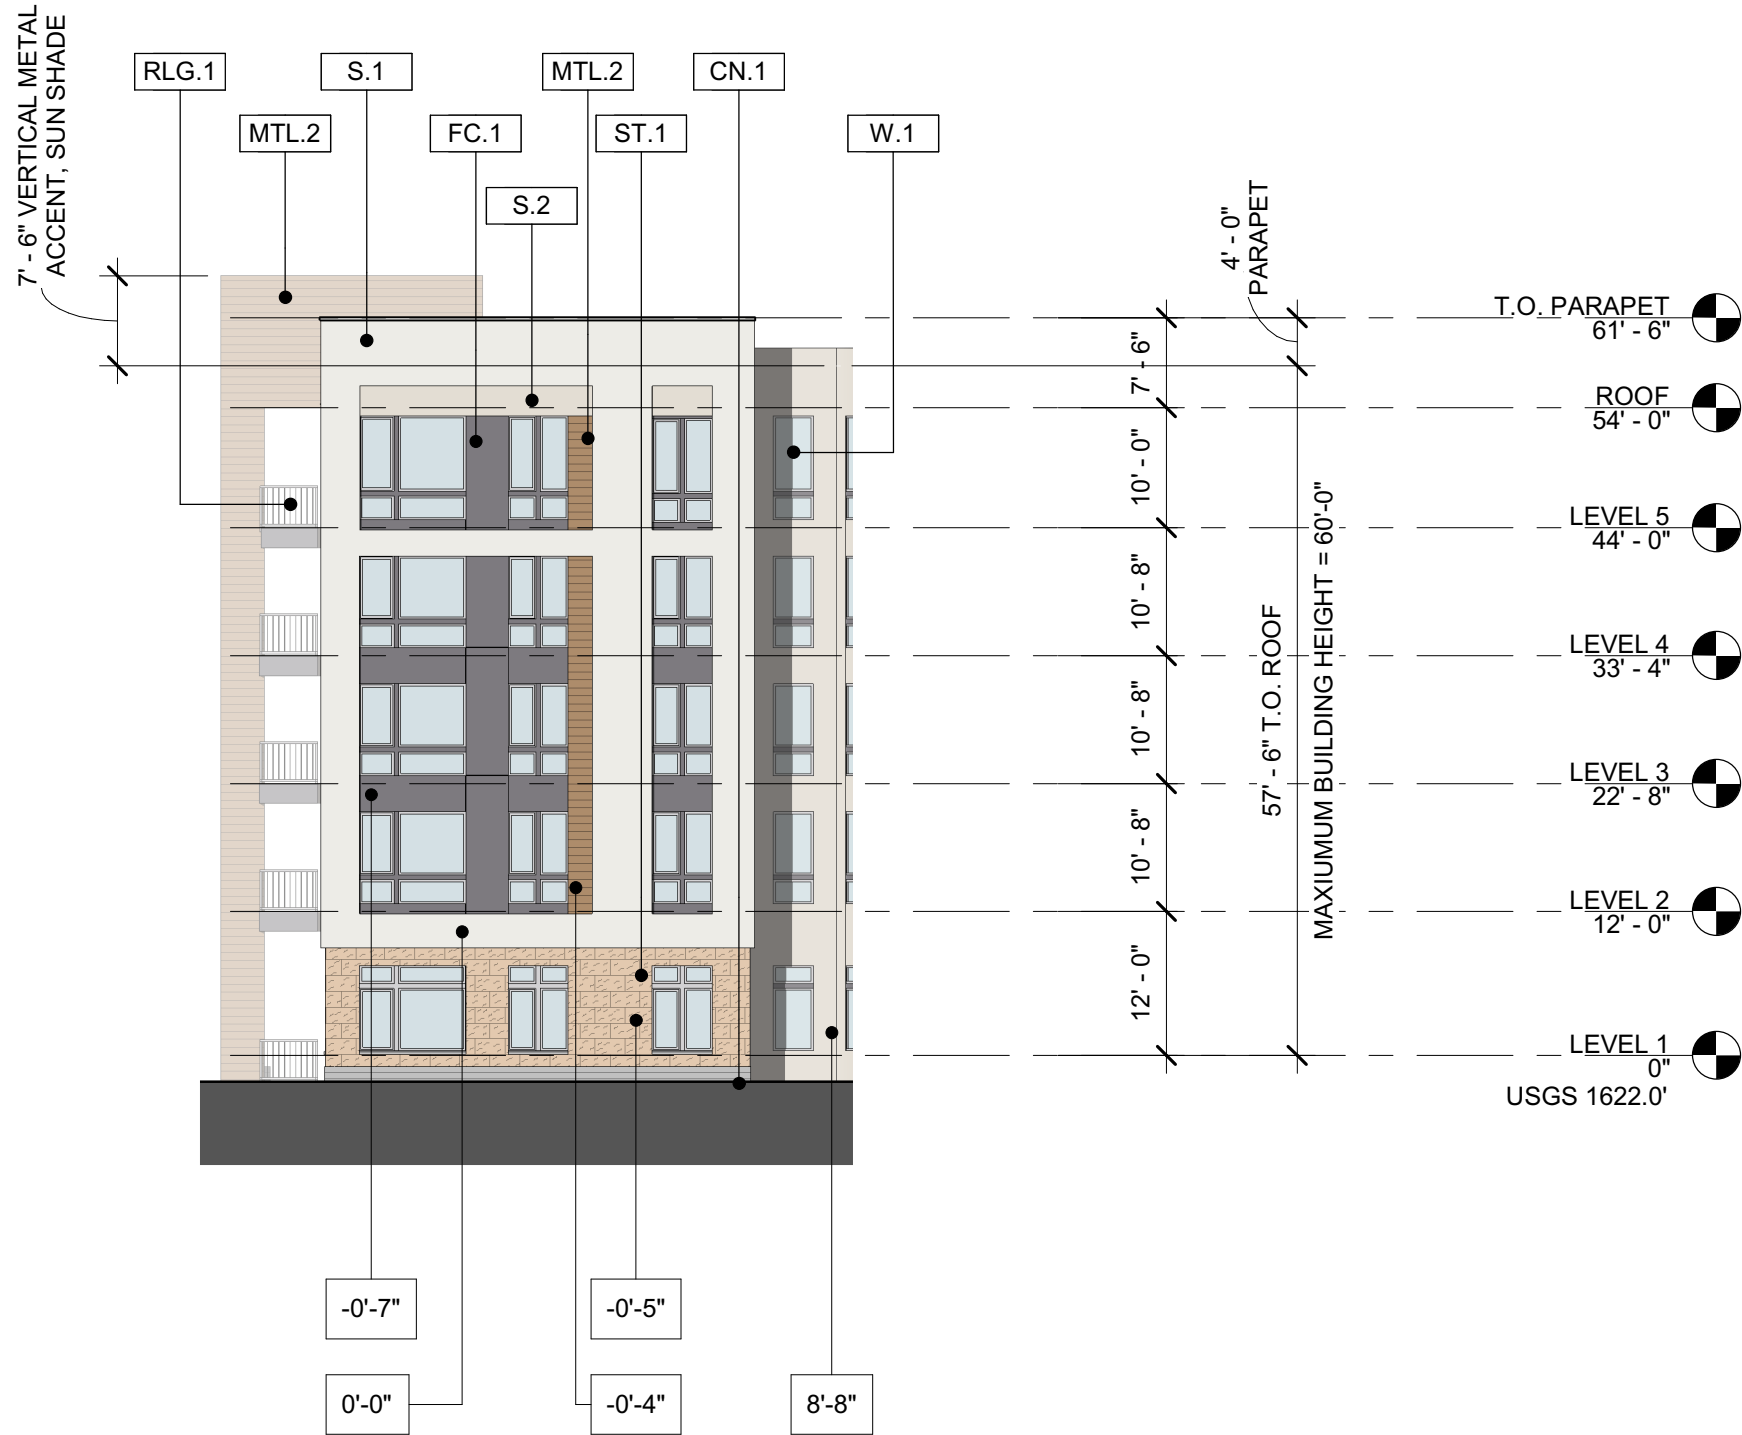 7' - 6" VERTICAL METAL
ACCENT, SUN SHADE
RLG.1
S.1
MTL.2
CN.1
MTL.2
FC.1
ST.1
W.1
S.2
4' - 0"
PARAPET
T.O. PARAPET
61' - 6"
7' - 6"
ROOF
54' - 0"
10' - 0"
LEVEL 5
44' - 0"
10' - 8"
LEVEL 4
33' - 4"
10' - 8"
57' - 6" T.O. ROOF
MAXIUMUM BUILDING HEIGHT = 60'-0"
LEVEL 3
22' - 8"
10' - 8"
LEVEL 2
12' - 0"
12' - 0"
LEVEL 1
0"
USGS 1622.0'
-0'-7"
-0'-5"
0'-0"
-0'-4"
8'-8"